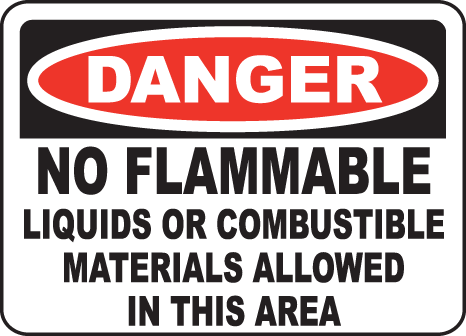 DANGER
NO FLAMMABLE
LIQUIDS OR COMBUSTIBLE
MATERIALS ALLOWED
IN THIS AREA